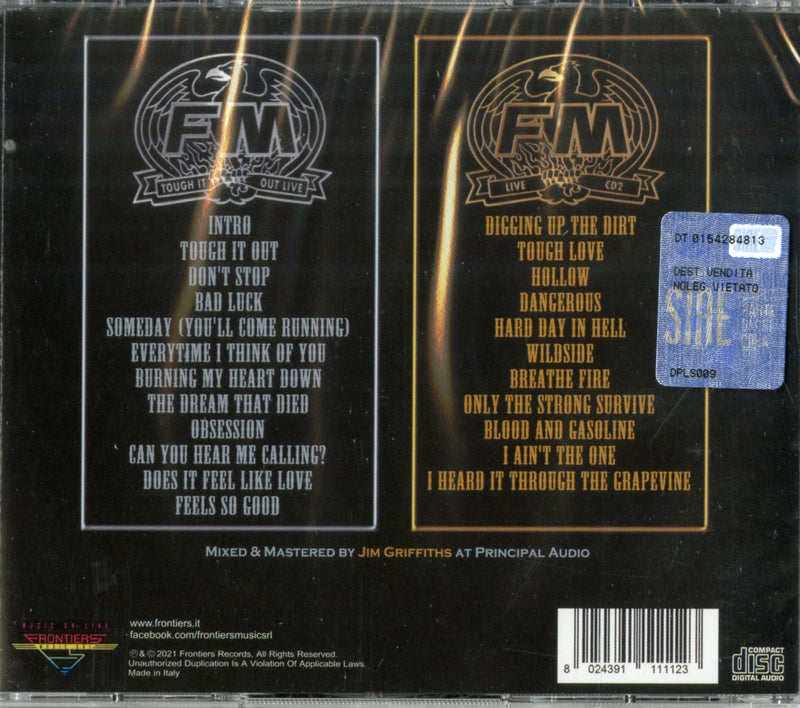 FM
TOUGH IT OUT LIVE
INTRO
TOUGH IT OUT
DON'T STOP
BAD LUCK
SOMEDAY (YOU'LL COME RUNNING)
EVERYTIME I THINK OF YOU
BURNING MY HEART DOWN
THE DREAM THAT DIED
OBSESSION
CAN YOU HEAR ME CALLING?
DOES IT FEEL LIKE LOVE
FEELS SO GOOD
FM
LIVE CD2
DIGGING UP THE DIRT
TOUGH LOVE
HOLLOW
DANGEROUS
HARD DAY IN HELL
WILDSIDE
BREATHE FIRE
ONLY THE STRONG SURVIVE
BLOOD AND GASOLINE
I AIN'T THE ONE
I HEARD IT THROUGH THE GRAPEVINE
DT 0154284813
DEST.VENDITA
NOLEG.VIETATO
SIAE
DPLS009
MIXED & MASTERED BY JIM GRIFFITHS AT PRINCIPAL AUDIO
MUSIC ON LINE
FRONTIERS
MUSIC SRL
www.frontiers.it
facebook.com/frontiersmusicsrl
℗ & © 2021 Frontiers Records. All Rights Reserved.
Unauthorized Duplication Is A Violation Of Applicable Laws.
Made in Italy
8 024391 111123
COMPACT
disc
DIGITAL AUDIO